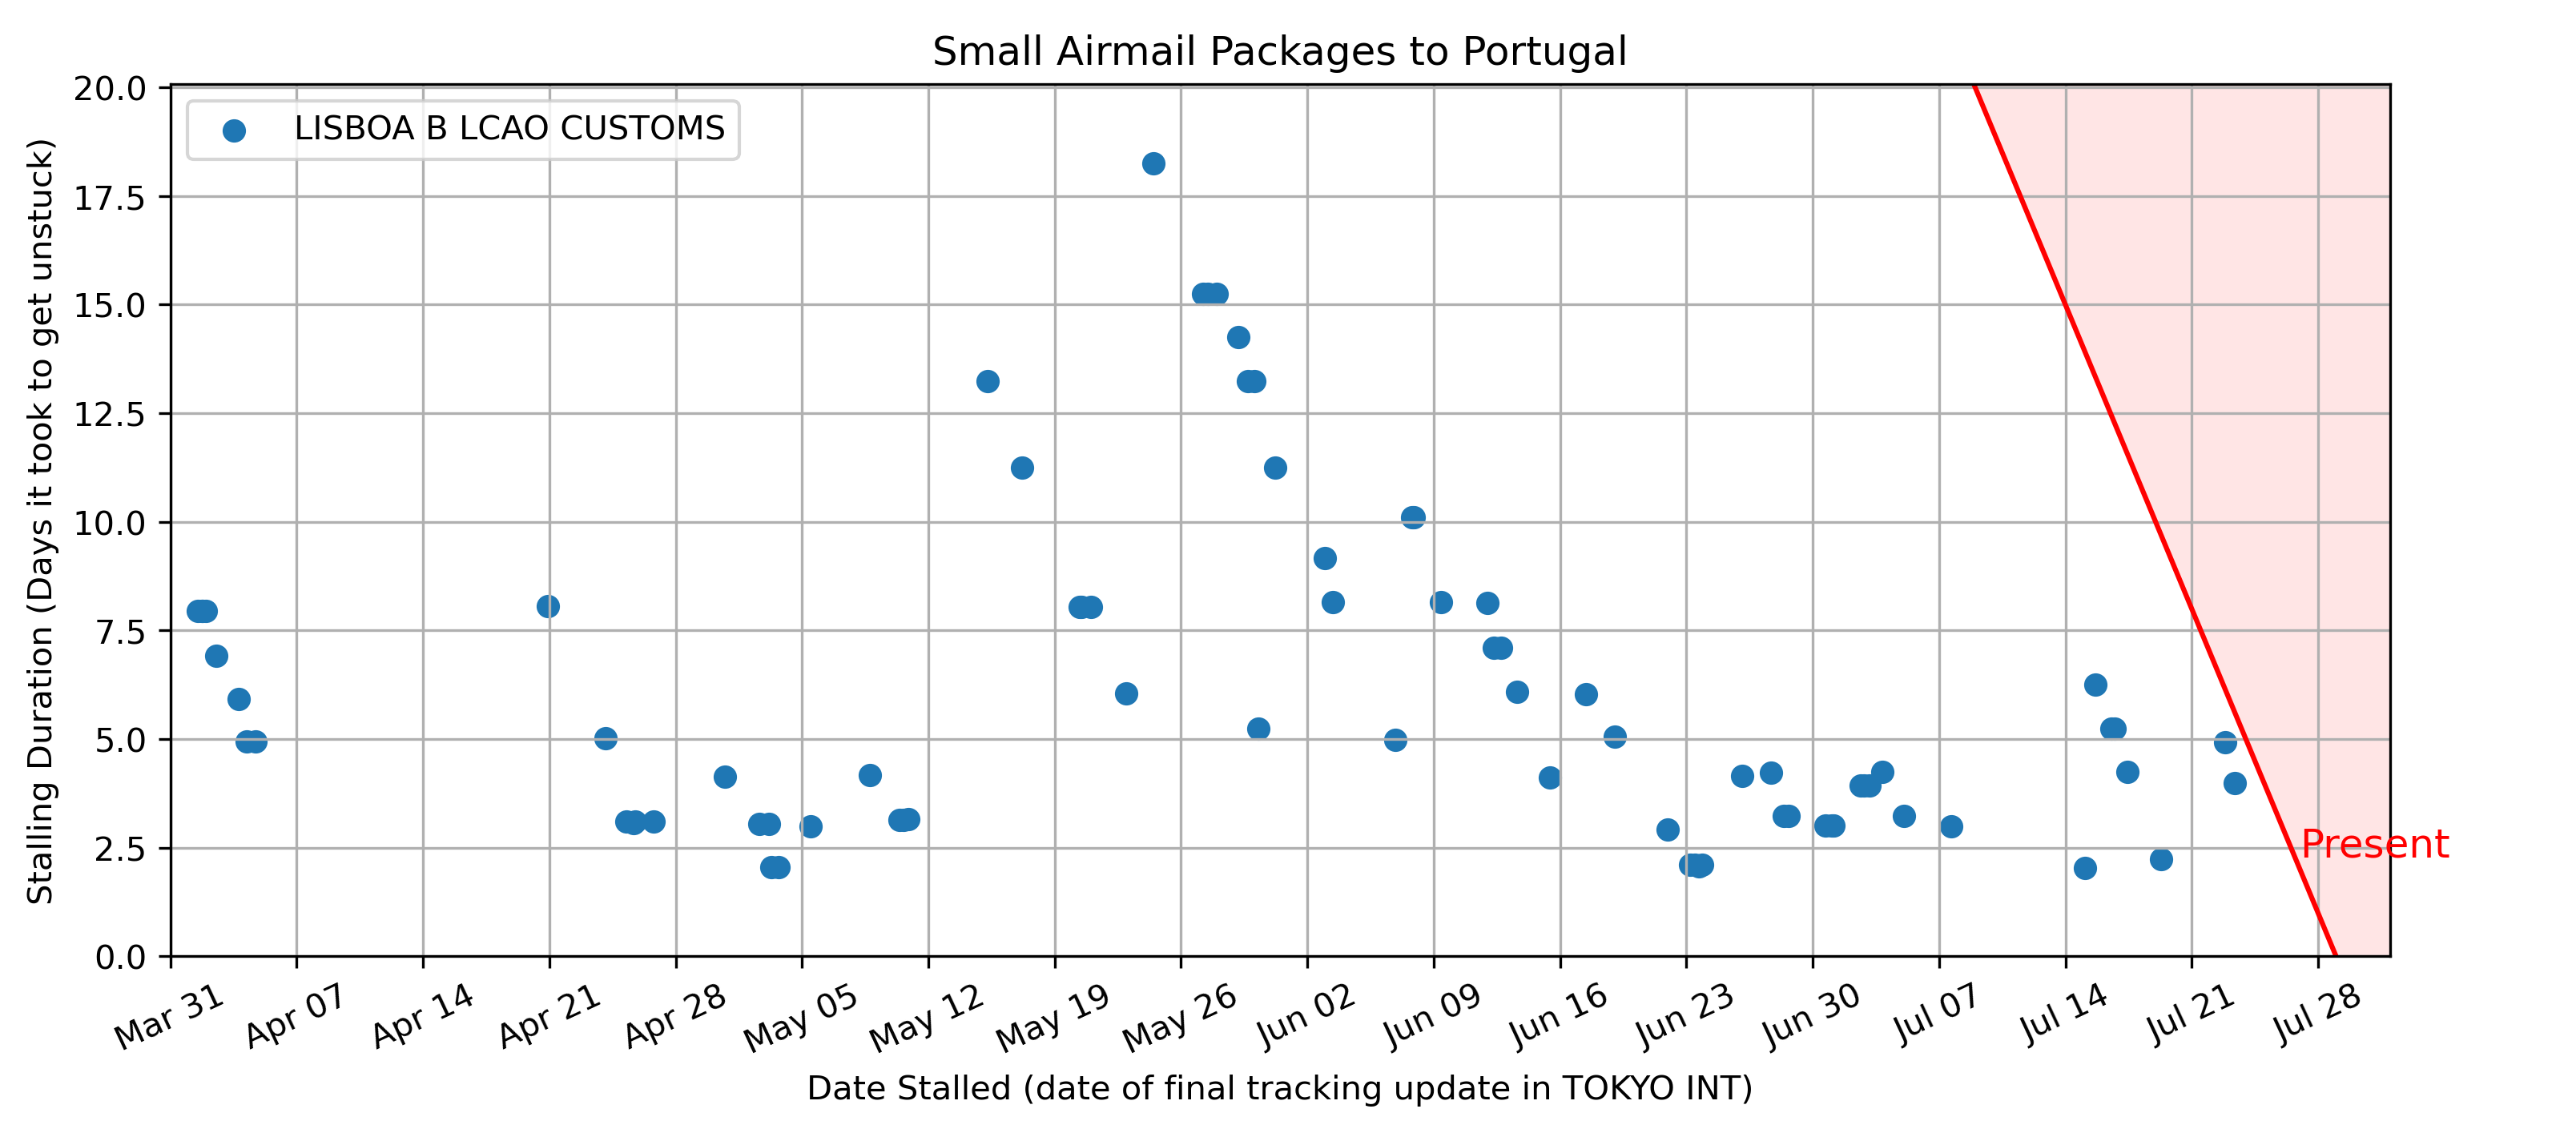 Small Airmail Packages to Portugal
LISBOA B LCAO CUSTOMS
Stalling Duration (Days it took to get unstuck)
20.0
17.5
15.0
12.5
10.0
7.5
5.0
2.5
0.0
Present
Mar 31 Apr 07 Apr 14 Apr 21 Apr 28 May 05 May 12 May 19 May 26 Jun 02 Jun 09 Jun 16 Jun 23 Jun 30 Jul 07 Jul 14 Jul 21 Jul 28
Date Stalled (date of final tracking update in TOKYO INT)